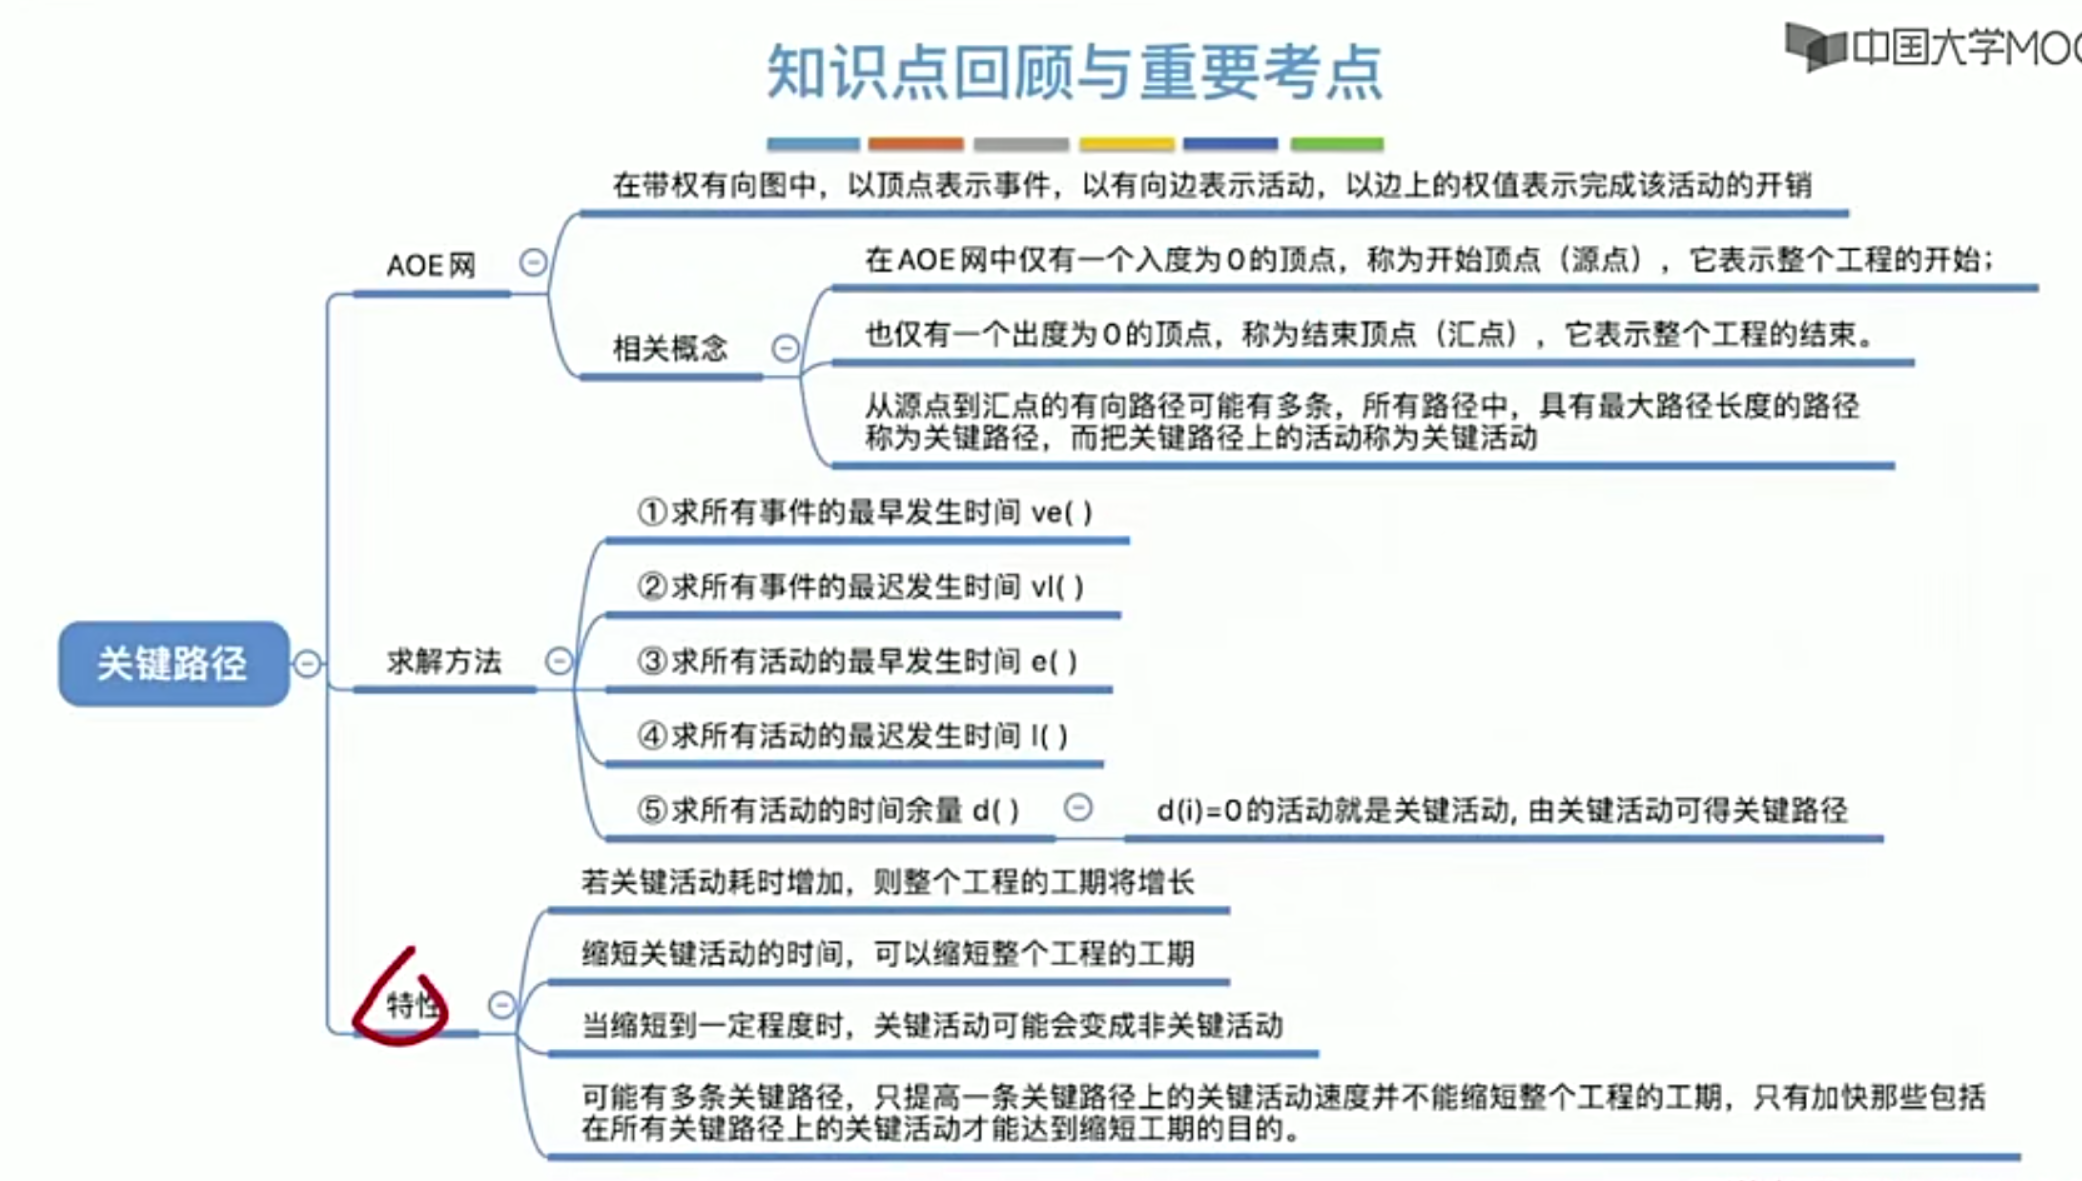 知识点回顾与重要考点
中国大学MOO
在带权有向图中，以顶点表示事件，以有向边表示活动，以边上的权值表示完成该活动的开销
AOE网
在AOE网中仅有一个入度为0的顶点，称为开始顶点（源点），它表示整个工程的开始；
相关概念
也仅有一个出度为0的顶点，称为结束顶点（汇点），它表示整个工程的结束。
从源点到汇点的有向路径可能有多条，所有路径中，具有最大路径长度的路径
称为关键路径，而把关键路径上的活动称为关键活动
关键路径
求解方法
①求所有事件的最早发生时间 ve( )
②求所有事件的最迟发生时间 vl( )
③求所有活动的最早发生时间 e( )
④求所有活动的最迟发生时间 l( )
⑤求所有活动的时间余量 d( )
d(i)=0的活动就是关键活动, 由关键活动可得关键路径
特性
若关键活动耗时增加，则整个工程的工期将增长
缩短关键活动的时间，可以缩短整个工程的工期
当缩短到一定程度时，关键活动可能会变成非关键活动
可能有多条关键路径，只提高一条关键路径上的关键活动速度并不能缩短整个工程的工期，只有加快那些包括
在所有关键路径上的关键活动才能达到缩短工期的目的。